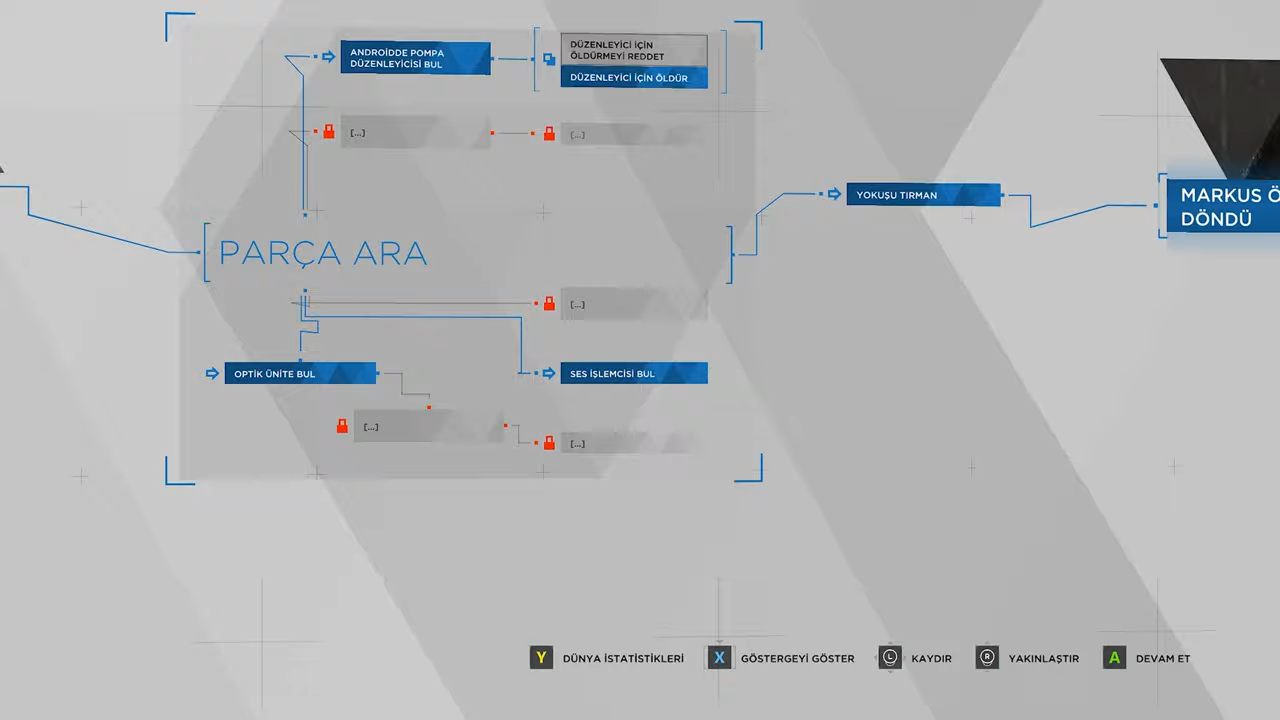 ANDROİDDE POMPA
DÜZENLEYİCİSİ BUL
DÜZENLEYİCİ İÇİN
ÖLDÜRMEYİ REDDET
DÜZENLEYİCİ İÇİN ÖLDÜR
[...]
[...]
YOKUŞU TIRMAN
MARKUS Ö
DÖNDÜ
PARÇA ARA
[...]
OPTİK ÜNİTE BUL
SES İŞLEMCİSİ BUL
[...]
[...]
Y DÜNYA İSTATİSTİKLERİ X GÖSTERGEYİ GÖSTER L KAYDIR R YAKINLAŞTIR A DEVAM ET